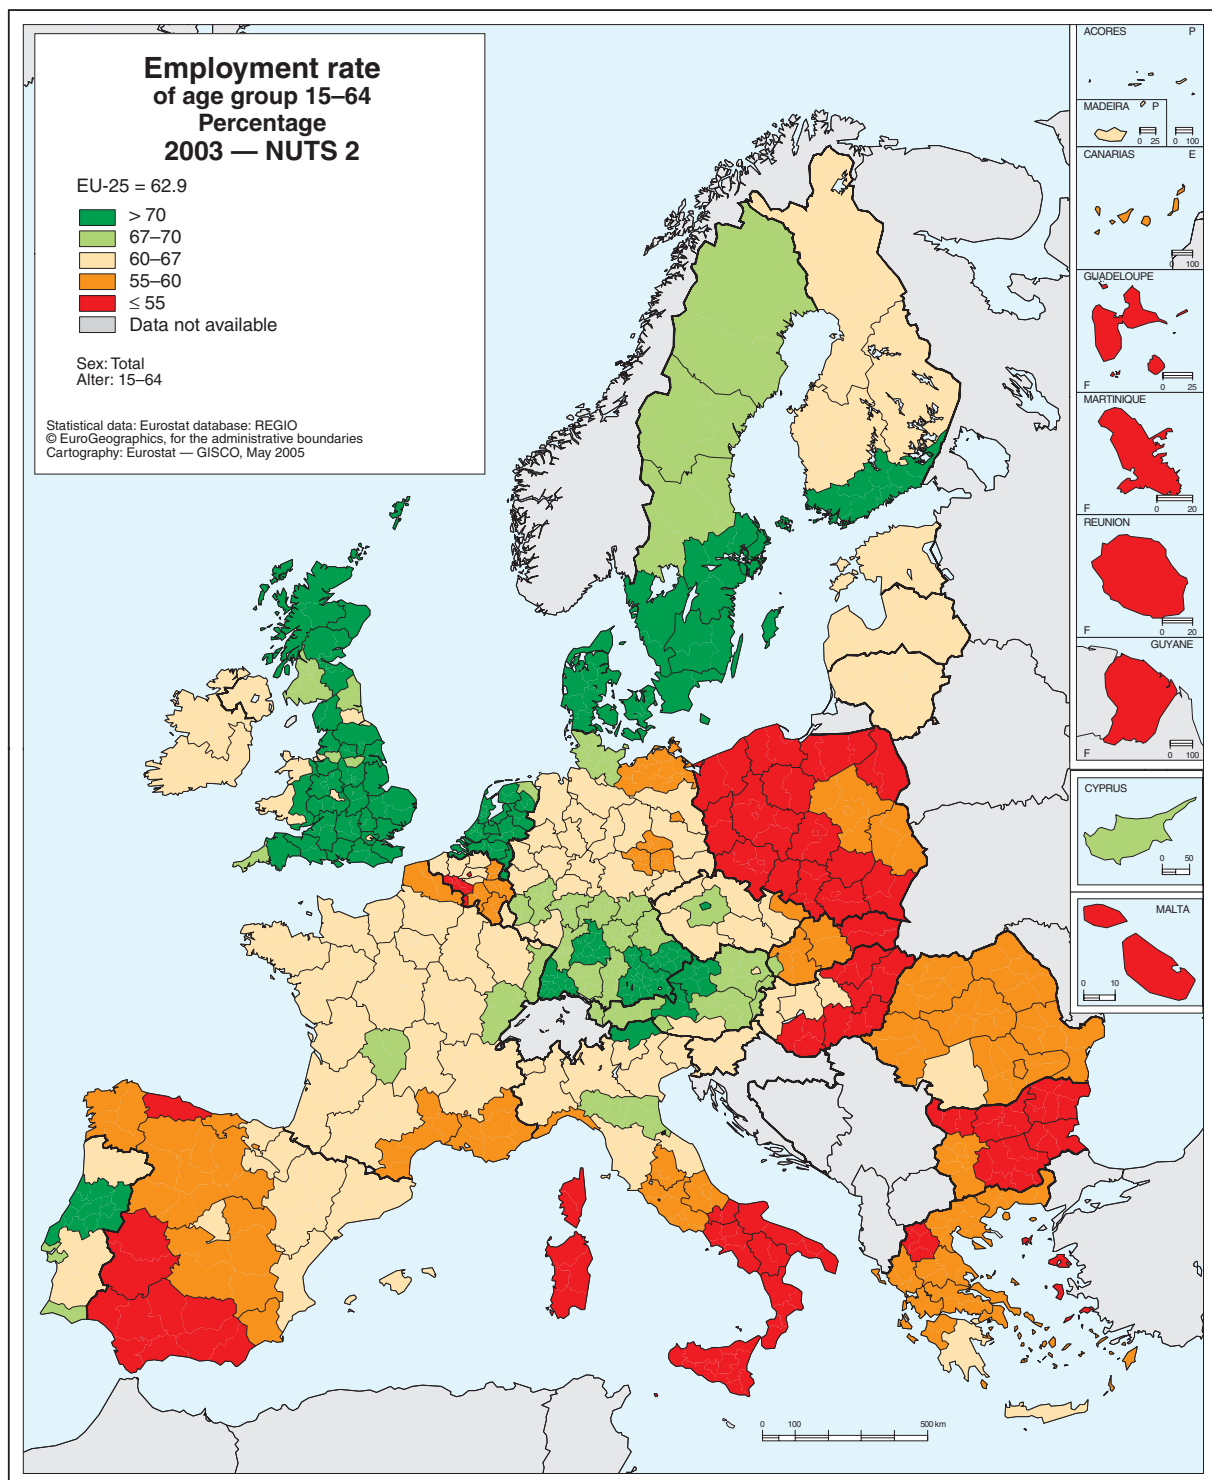 Employment rate
of age group 15–64
Percentage
2003 — NUTS 2
EU-25 = 62.9
> 70
67–70
60–67
55–60
≤ 55
Data not available
Sex: Total
Alter: 15–64
Statistical data: Eurostat database: REGIO
© EuroGeographics, for the administrative boundaries
Cartography: Eurostat — GISCO, May 2005
ACORES P
MADEIRA P
0 25 0 100
CANARIAS E
0 100
GUADELOUPE
F 0 25
MARTINIQUE
F 0 20
REUNION
F 0 20
GUYANE
F 0 100
CYPRUS
0 50
MALTA
0 10
0 100 500 km